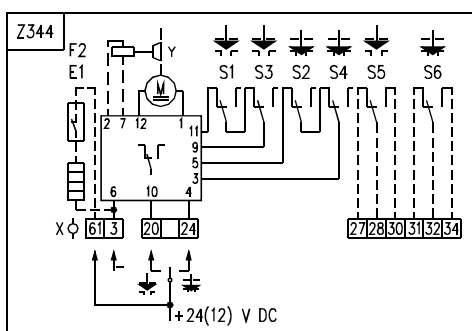 Z344
F2
E1
Y
S1 S3 S2 S4 S5 S6
M
2 7 12 1
11
9
5
3
6 10 4
X 61 3 20 24 27 28 30 31 32 34
-
+24(12) V DC